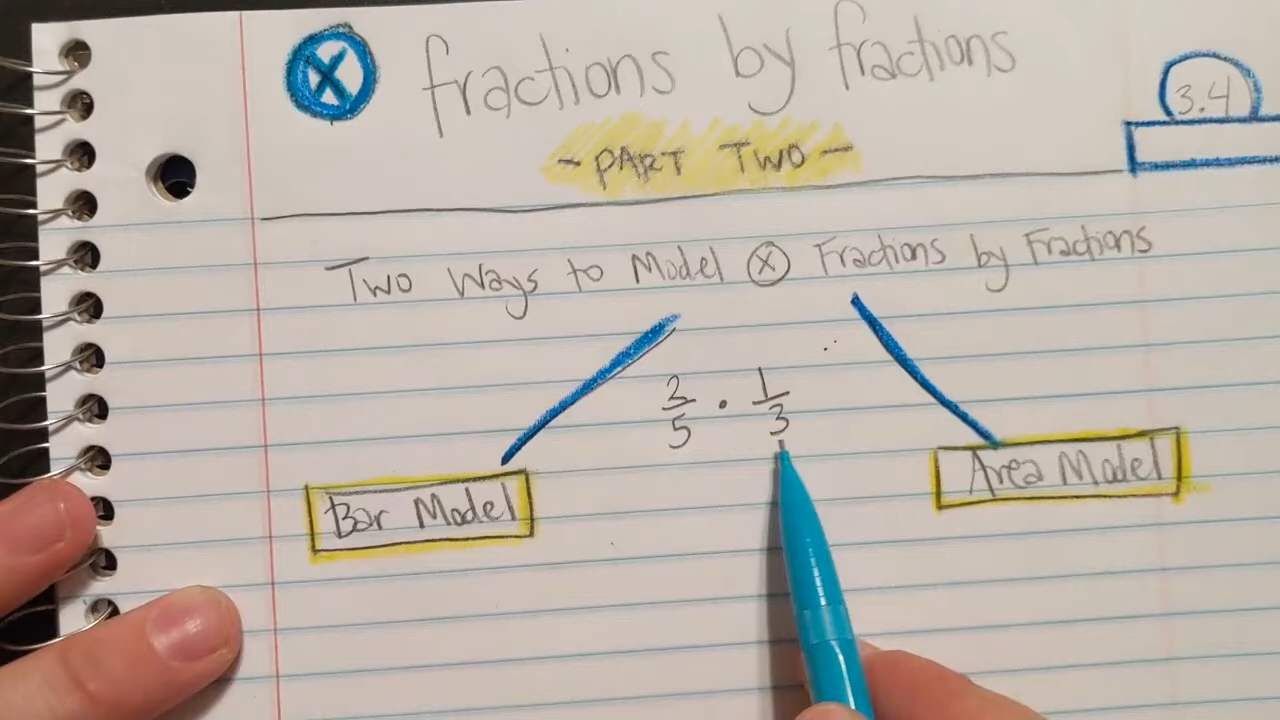 ⓧ fractions by fractions
3.4
- PART TWO -
Two Ways to Model ⓧ Fractions by Fractions
2/5 · 1/3
Bar Model
Area Model